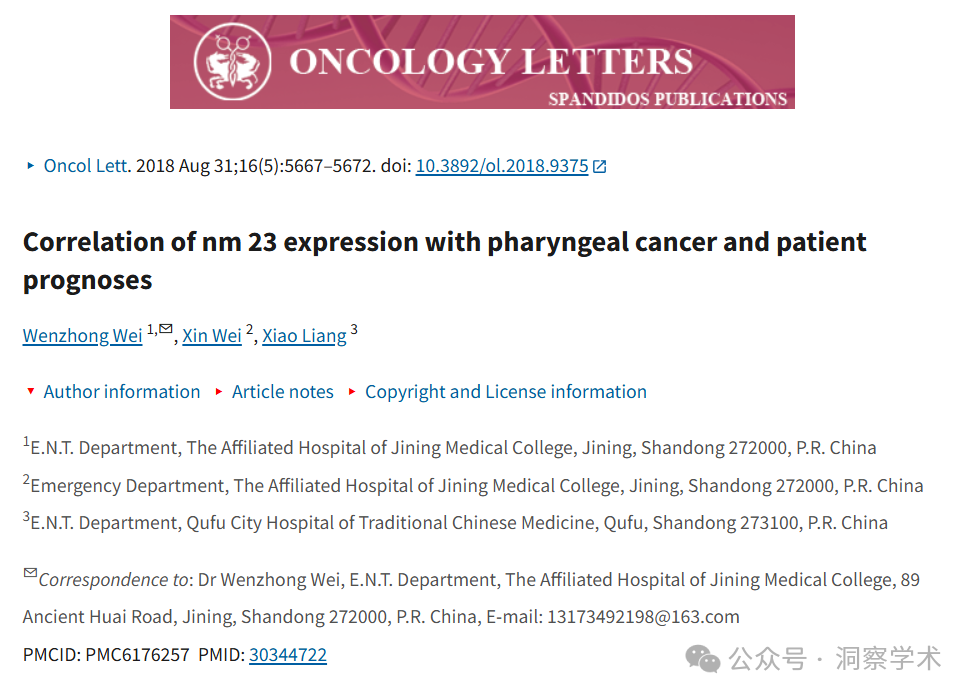 ONCOLOGY LETTERS
SPANDIDOS PUBLICATIONS
Oncol Lett. 2018 Aug 31;16(5):5667–5672. doi: 10.3892/ol.2018.9375
Correlation of nm 23 expression with pharyngeal cancer and patient
prognoses
Wenzhong Wei 1,✉, Xin Wei 2, Xiao Liang 3
Author information Article notes Copyright and License information
1E.N.T. Department, The Affiliated Hospital of Jining Medical College, Jining, Shandong 272000, P.R. China
2Emergency Department, The Affiliated Hospital of Jining Medical College, Jining, Shandong 272000, P.R. China
3E.N.T. Department, Qufu City Hospital of Traditional Chinese Medicine, Qufu, Shandong 273100, P.R. China
✉Correspondence to: Dr Wenzhong Wei, E.N.T. Department, The Affiliated Hospital of Jining Medical College, 89
Ancient Huai Road, Jining, Shandong 272000, P.R. China, E-mail: 13173492198@163.com
PMCID: PMC6176257 PMID: 30344722
公众号 · 洞察学术